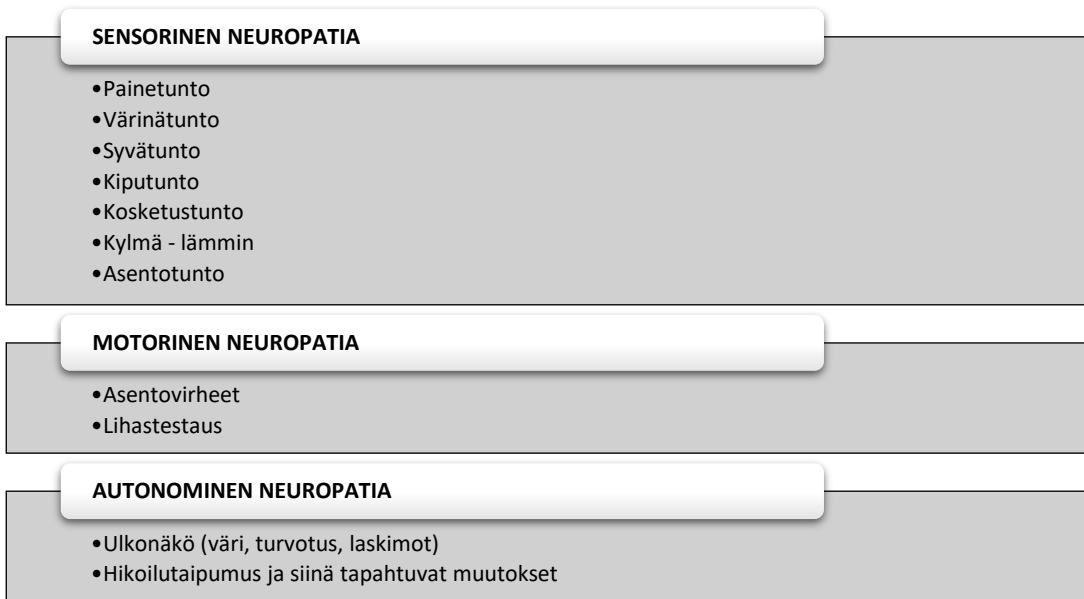 SENSORINEN NEUROPATIA
•Painetunto
•Värinätunto
•Syvätunto
•Kiputunto
•Kosketustunto
•Kylmä - lämmin
•Asentotunto
MOTORINEN NEUROPATIA
•Asentovirheet
•Lihastestaus
AUTONOMINEN NEUROPATIA
•Ulkonäkö (väri, turvotus, laskimot)
•Hikoilutaipumus ja siinä tapahtuvat muutokset